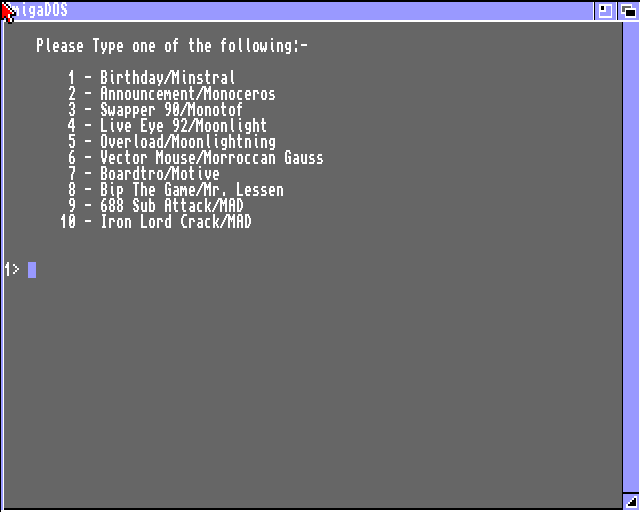 AmigaDOS
Please Type one of the following:-
1 - Birthday/Minstral
2 - Announcement/Monoceros
3 - Swapper 90/Monotof
4 - Live Eye 92/Moonlight
5 - Overload/Moonlightning
6 - Vector Mouse/Morroccan Gauss
7 - Boardtro/Motive
8 - Bip The Game/Mr. Lessen
9 - 688 Sub Attack/MAD
10 - Iron Lord Crack/MAD
1>